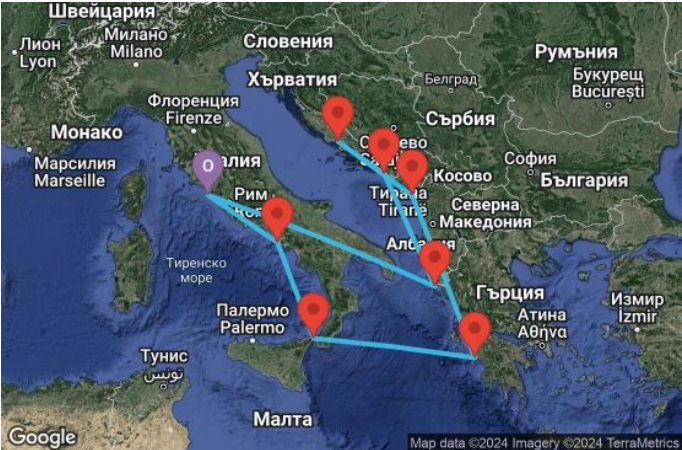 Швейцария
Милано
Milano
Лион
Lyon
Словения
Румъния
Хърватия
Белград
Букурещ
București
Флоренция
Firenze
Сърбия
Монако
Марсилия
Marseille
О
Рим
Косово
София
България
Tiranë
Северна
Македония
Тиренско
море
Гърция
Палермо
Palermo
Атина
Αθήνα
Измир
İzmir
Тунис
تونس
Малта
Google
Map data ©2024 Imagery ©2024 TerraMetrics